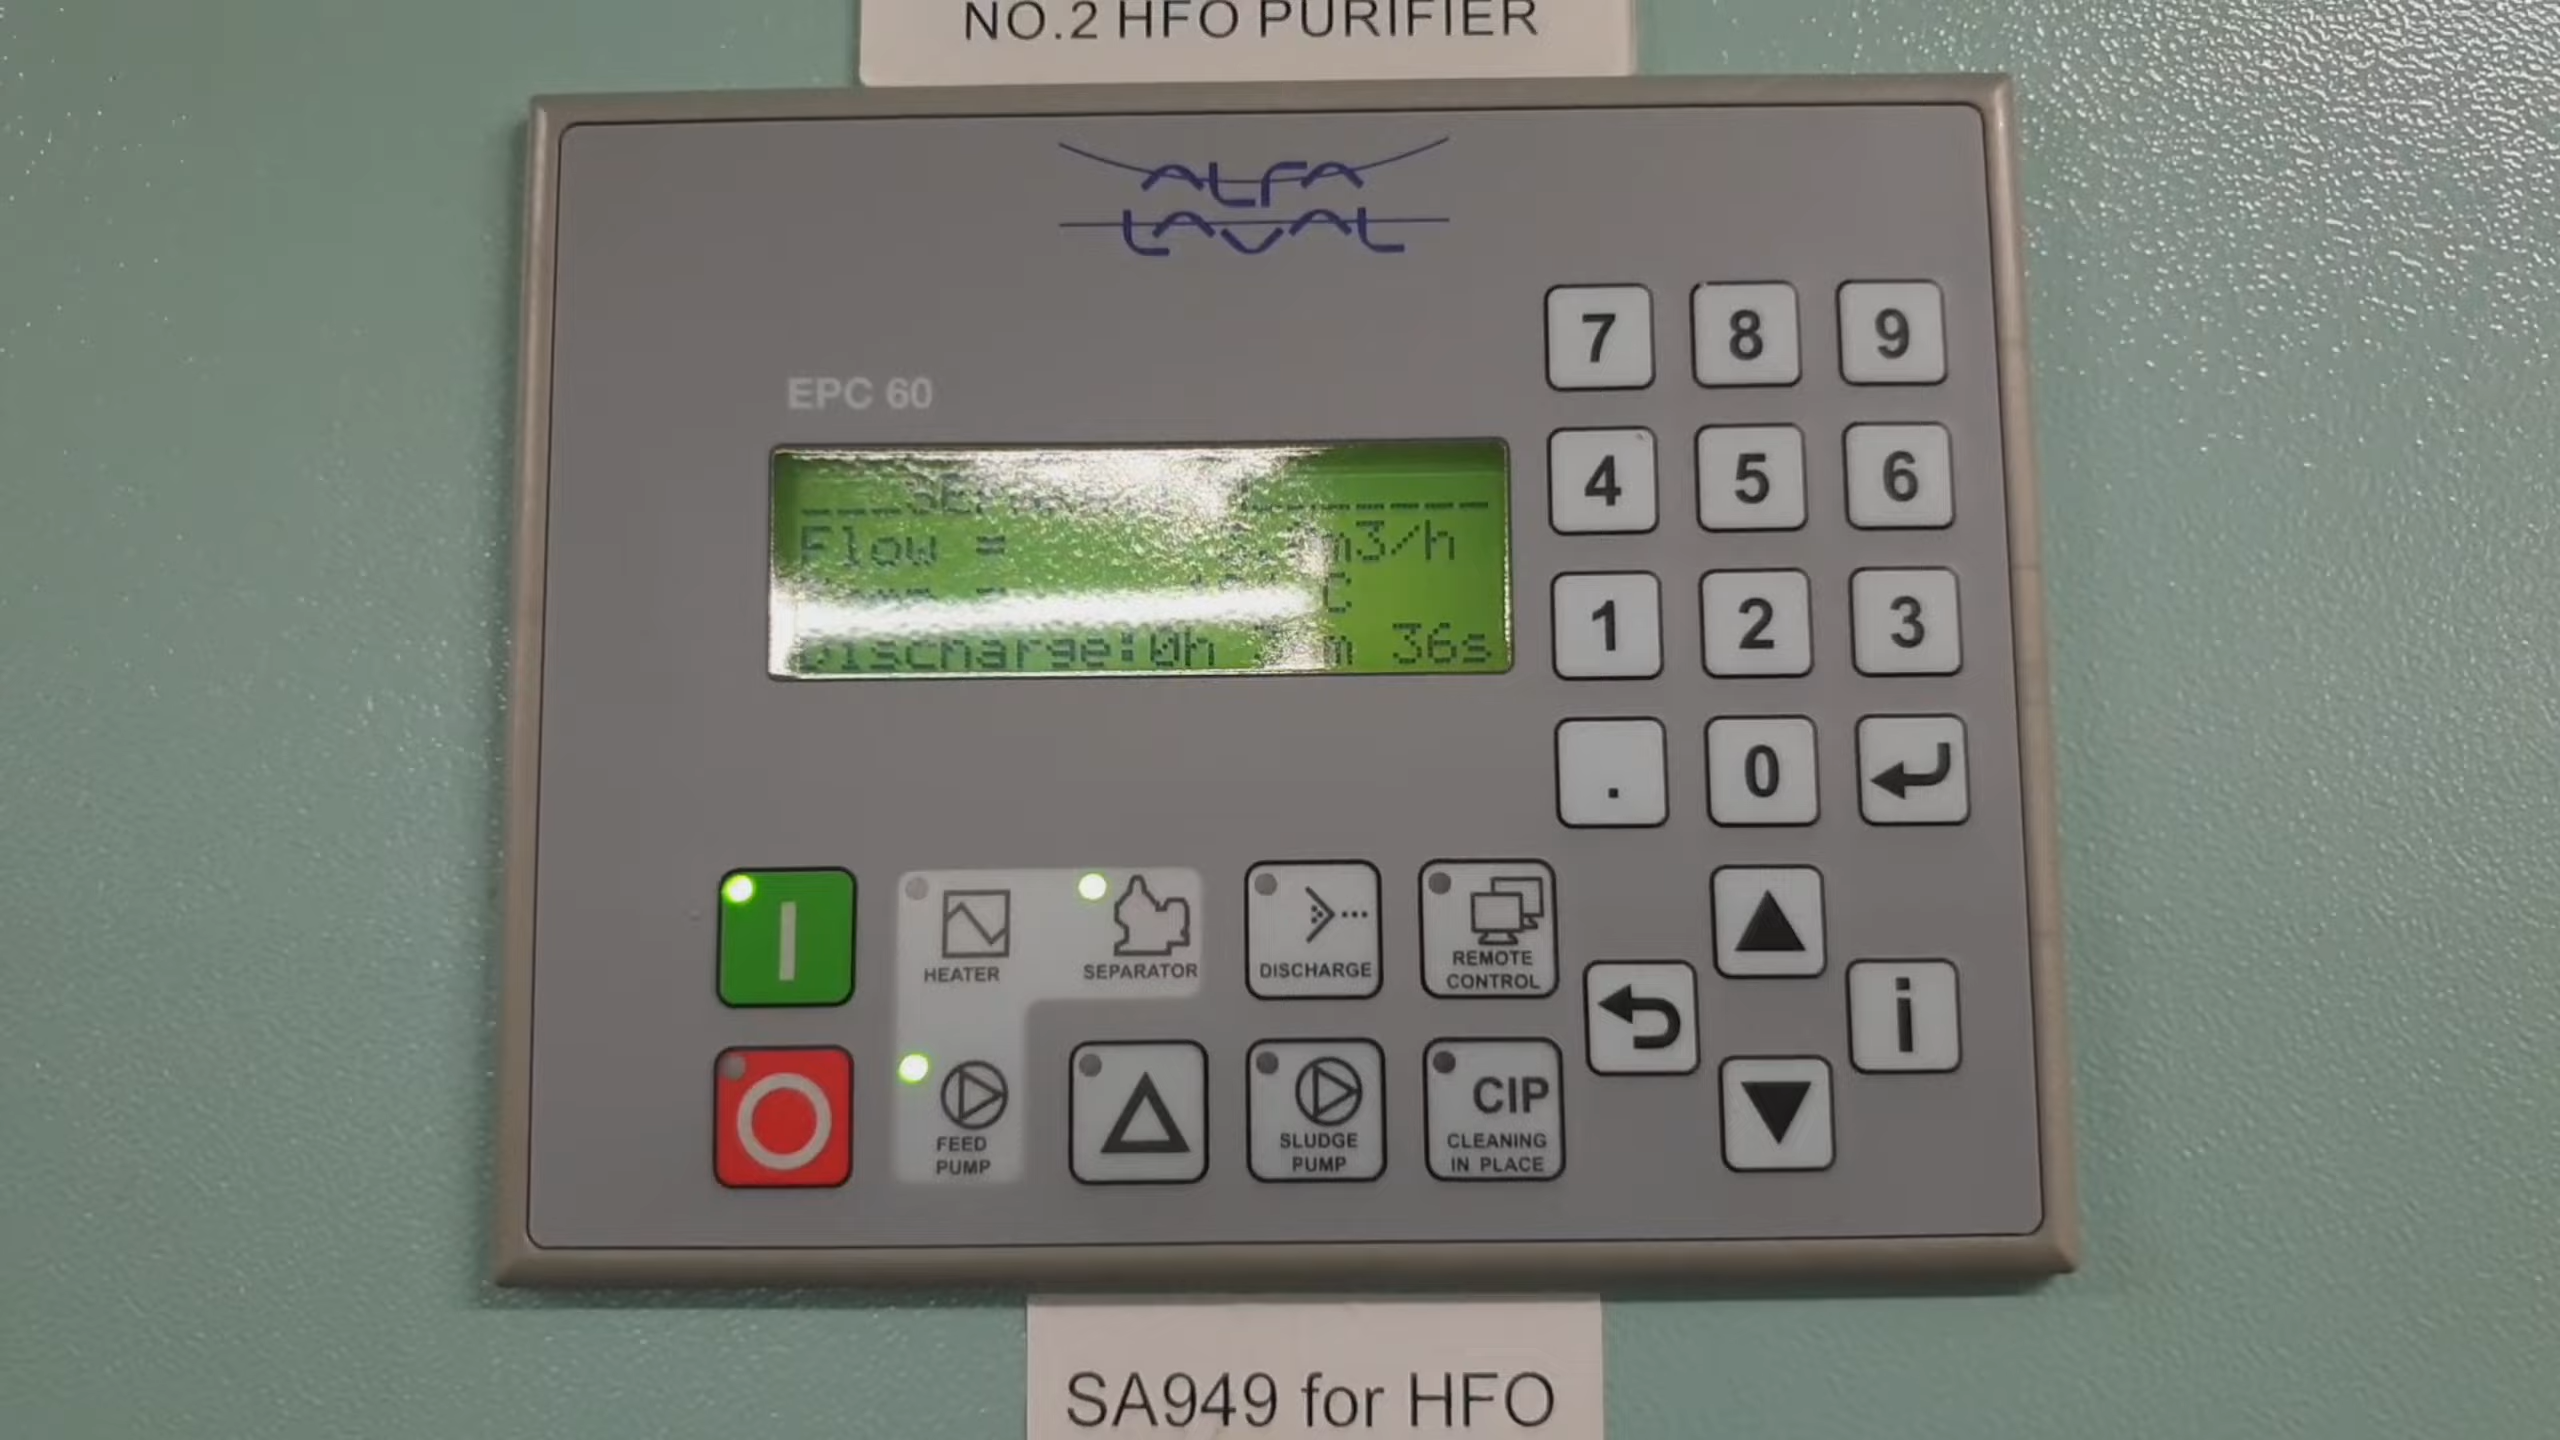 NO.2 HFO PURIFIER
ALFA
LAVAL
EPC 60
Flow = m3/h
C
Discharge:0h m 36s
7 8 9
4 5 6
1 2 3
. 0
HEATER
SEPARATOR
DISCHARGE
REMOTE
CONTROL
i
FEED
PUMP
SLUDGE
PUMP
CIP
CLEANING
IN PLACE
SA949 for HFO